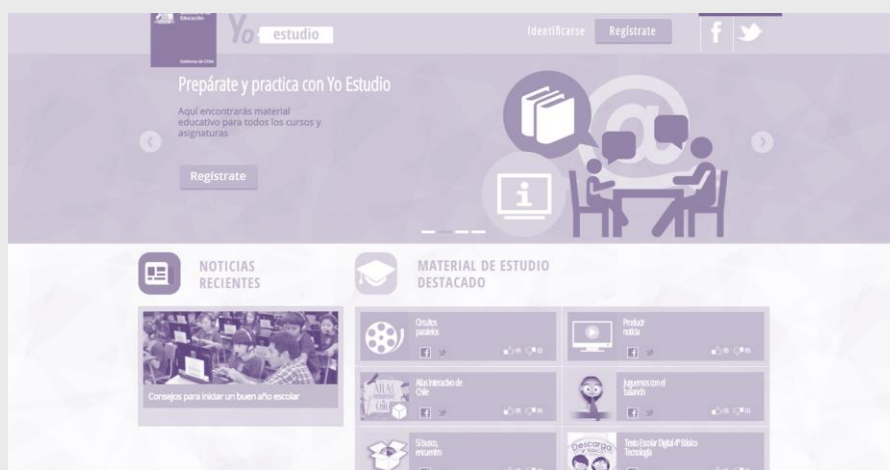 Educación
Gobierno de Chile
Yo estudio
Identificarse
Regístrate
Prepárate y practica con Yo Estudio
Aquí encontrarás material
educativo para todos los cursos y
asignaturas
Regístrate
NOTICIAS
RECIENTES
Consejos para iniciar un buen año escolar
MATERIAL DE ESTUDIO
DESTACADO
Circuitos
paralelos
Producir
noticia
ATLAS
Atlas Interactivo de
Chile
Juguemos con el
balancín
Si busco,
encuentro
Descarga
Texto Escolar Digital 4º Básico
Tecnología